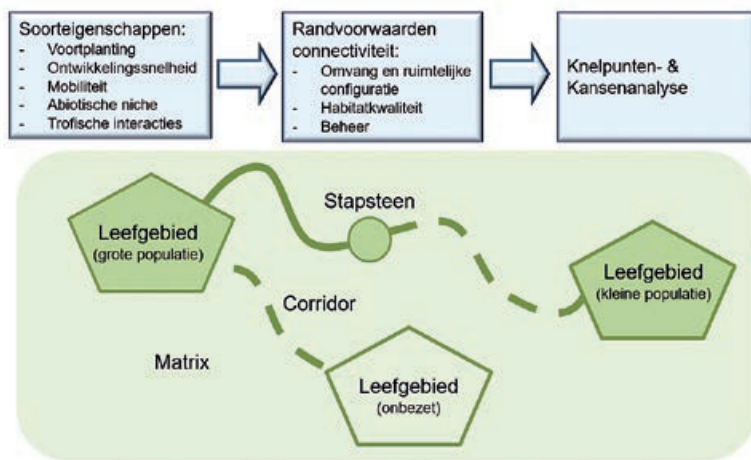 Soorteigenschappen:
- Voortplanting
- Ontwikkelingssnelheid
- Mobiliteit
- Abiotische niche
- Trofische interacties
Randvoorwaarden
connectiviteit:
- Omvang en ruimtelijke
configuratie
- Habitatkwaliteit
- Beheer
Knelpunten- &
Kansenanalyse
Stapsteen
Leefgebied
(grote populatie)
Leefgebied
(kleine populatie)
Corridor
Matrix
Leefgebied
(onbezet)